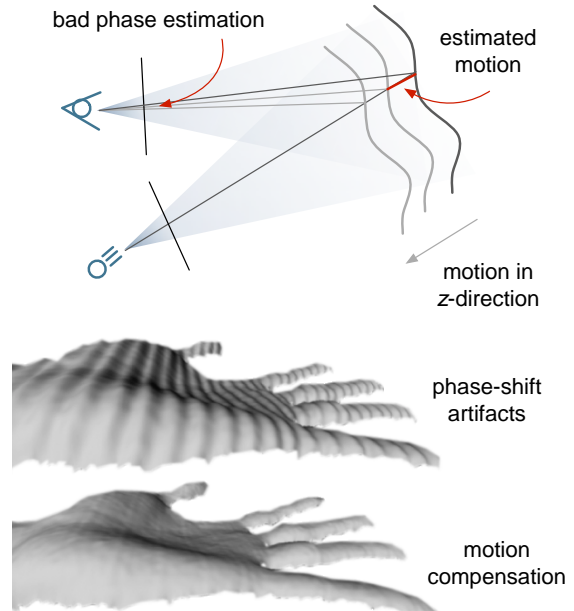 bad phase estimation
estimated
motion
motion in
z-direction
phase-shift
artifacts
motion
compensation